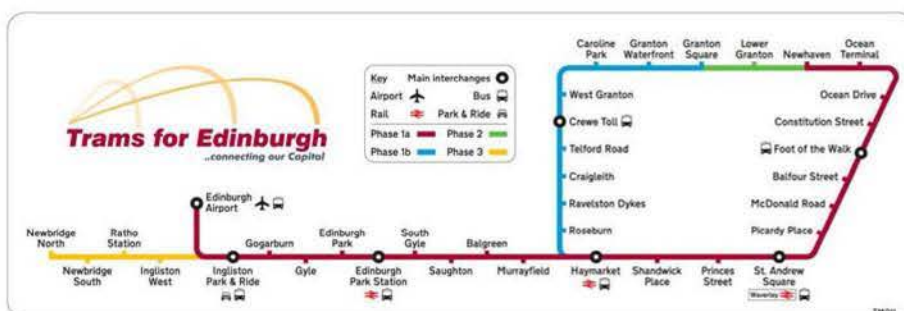 Trams for Edinburgh
..connecting our Capital
Key
Main interchanges
Airport
Bus
Rail
Park & Ride
Phase 1a
Phase 2
Phase 1b
Phase 3
Caroline
Park
Granton
Waterfront
Granton
Square
Lower
Granton
Newhaven
Ocean
Terminal
West Granton
Crewe Toll
Telford Road
Craigleith
Ravelston Dykes
Roseburn
Ocean Drive
Constitution Street
Foot of the Walk
Balfour Street
McDonald Road
Picardy Place
Edinburgh
Airport
Newbridge
North
Ratho
Station
Gogarburn
Edinburgh
Park
South
Gyle
Balgreen
Newbridge
South
Ingliston
West
Ingliston
Park & Ride
Gyle
Edinburgh
Park Station
Saughton
Murrayfield
Haymarket
Shandwick
Place
Princes
Street
St. Andrew
Square
Waverley